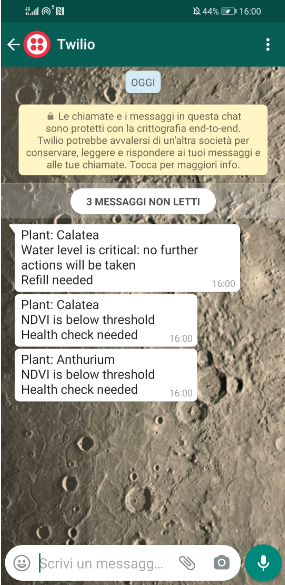 44% 16:00
Twilio
OGGI
Le chiamate e i messaggi in questa chat
sono protetti con la crittografia end-to-end.
Twilio potrebbe avvalersi di un'altra società per
conservare, leggere e rispondere ai tuoi messaggi e
alle tue chiamate. Tocca per maggiori info.
3 MESSAGGI NON LETTI
Plant: Calatea
Water level is critical: no further
actions will be taken
Refill needed
16:00
Plant: Calatea
NDVI is below threshold
Health check needed
16:00
Plant: Anthurium
NDVI is below threshold
Health check needed
16:00
Scrivi un messagg...